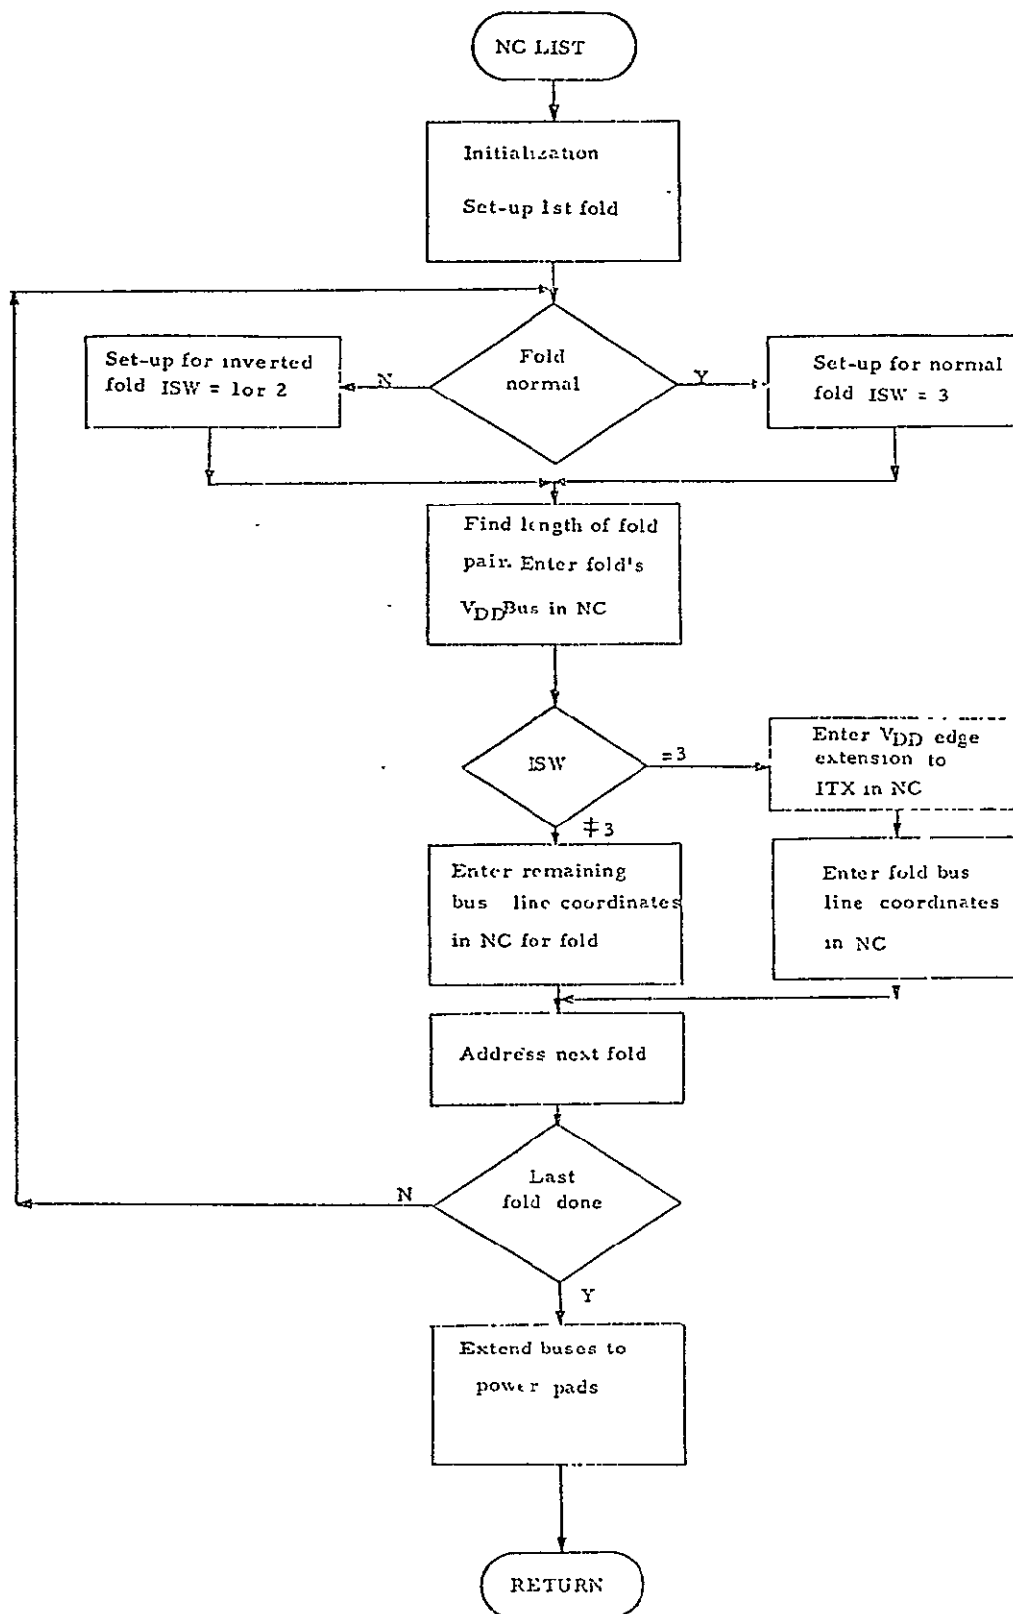 NC LIST
Initialization
Set-up 1st fold
Fold
normal
N
Y
Set-up for inverted
fold ISW = 1or 2
Set-up for normal
fold ISW = 3
Find length of fold
pair. Enter fold's
VDD Bus in NC
ISW
=3
≠3
Enter VDD edge
extension to
ITX in NC
Enter remaining
bus line coordinates
in NC for fold
Enter fold bus
line coordinates
in NC
Address next fold
Last
fold done
N
Y
Extend buses to
power pads
RETURN